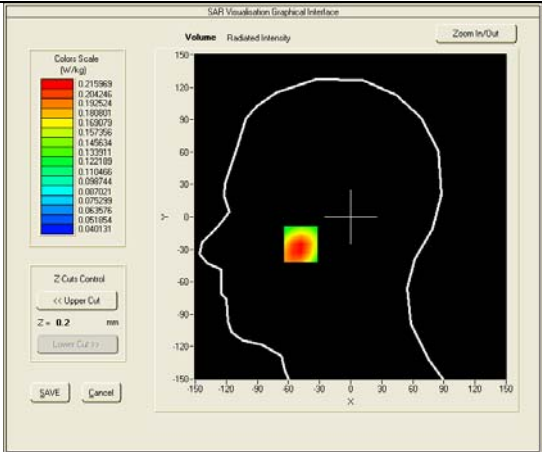 SAR Visualisation Graphical Interface
Volume Radiated Intensity
Zoom In/Out
Colors Scale
(W/kg)
0.215969
0.204246
0.192524
0.180801
0.169079
0.157356
0.145634
0.133911
0.122189
0.110466
0.098744
0.087021
0.075299
0.063576
0.051854
0.040131
Z-Cuts Control
<< Upper Cut
Z = 0.2 mm
Lower Cut >>
SAVE Cancel
150-
120-
90-
60-
30-
Y 0-
-30-
-60-
-90-
-120-
-150-
-150 -120 -90 -60 -30 0 30 60 90 120 150
X